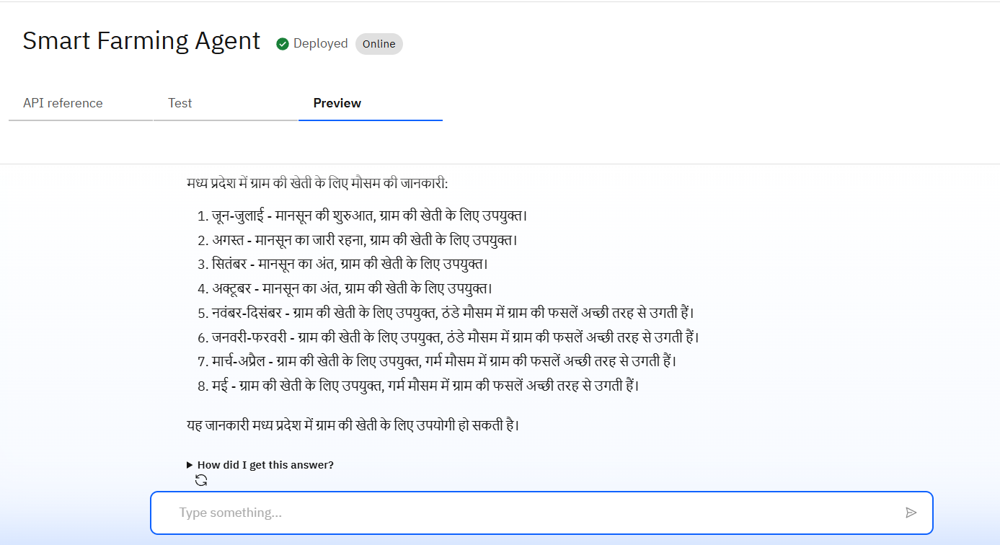 Smart Farming Agent Deployed Online
API reference Test Preview
मध्य प्रदेश में ग्राम की खेती के लिए मौसम की जानकारी:
1. जून-जुलाई - मानसून की शुरुआत, ग्राम की खेती के लिए उपयुक्त।
2. अगस्त - मानसून का जारी रहना, ग्राम की खेती के लिए उपयुक्त।
3. सितंबर - मानसून का अंत, ग्राम की खेती के लिए उपयुक्त।
4. अक्टूबर - मानसून का अंत, ग्राम की खेती के लिए उपयुक्त।
5. नवंबर-दिसंबर - ग्राम की खेती के लिए उपयुक्त, ठंडे मौसम में ग्राम की फसलें अच्छी तरह से उगती हैं।
6. जनवरी-फरवरी - ग्राम की खेती के लिए उपयुक्त, ठंडे मौसम में ग्राम की फसलें अच्छी तरह से उगती हैं।
7. मार्च-अप्रैल - ग्राम की खेती के लिए उपयुक्त, गर्म मौसम में ग्राम की फसलें अच्छी तरह से उगती हैं।
8. मई - ग्राम की खेती के लिए उपयुक्त, गर्म मौसम में ग्राम की फसलें अच्छी तरह से उगती हैं।
यह जानकारी मध्य प्रदेश में ग्राम की खेती के लिए उपयोगी हो सकती है।
How did I get this answer?
Type something...